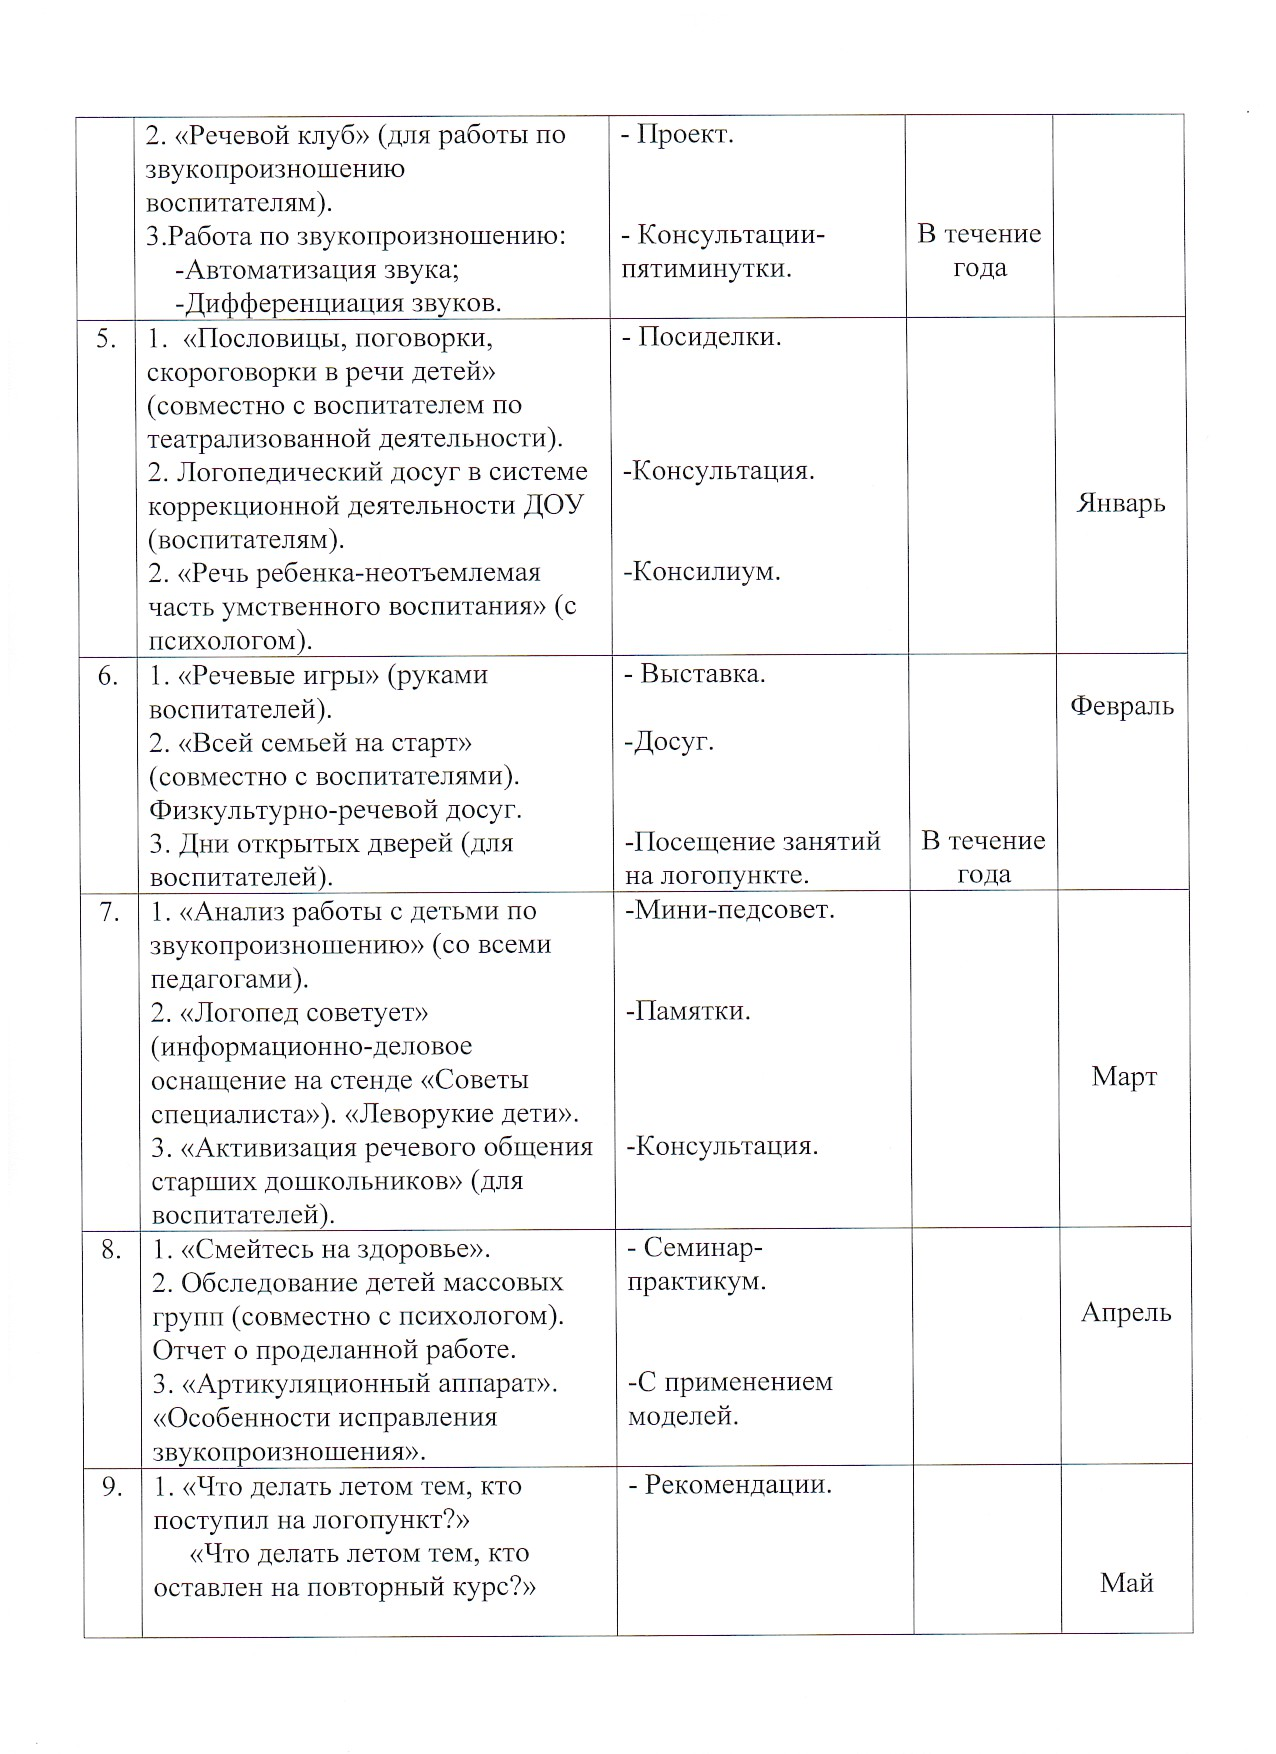 2. «Речевой клуб» (для работы по
звукопроизношению
воспитателям).
3.Работа по звукопроизношению:
-Автоматизация звука;
-Дифференциация звуков.
- Проект.
- Консультации-
пятиминутки.
В течение
года
5.
1. «Пословицы, поговорки,
скороговорки в речи детей»
(совместно с воспитателем по
театрализованной деятельности).
2. Логопедический досуг в системе
коррекционной деятельности ДОУ
(воспитателям).
2. «Речь ребенка-неотъемлемая
часть умственного воспитания» (с
психологом).
- Посиделки.
-Консультация.
-Консилиум.
Январь
6.
1. «Речевые игры» (руками
воспитателей).
2. «Всей семьей на старт»
(совместно с воспитателями).
Физкультурно-речевой досуг.
3. Дни открытых дверей (для
воспитателей).
- Выставка.
-Досуг.
-Посещение занятий
на логопункте.
В течение
года
Февраль
7.
1. «Анализ работы с детьми по
звукопроизношению» (со всеми
педагогами).
2. «Логопед советует»
(информационно-деловое
оснащение на стенде «Советы
специалиста»). «Леворукие дети».
3. «Активизация речевого общения
старших дошкольников» (для
воспитателей).
-Мини-педсовет.
-Памятки.
-Консультация.
Март
8.
1. «Смейтесь на здоровье».
2. Обследование детей массовых
групп (совместно с психологом).
Отчет о проделанной работе.
3. «Артикуляционный аппарат».
«Особенности исправления
звукопроизношения».
- Семинар-
практикум.
-С применением
моделей.
Апрель
9.
1. «Что делать летом тем, кто
поступил на логопункт?»
«Что делать летом тем, кто
оставлен на повторный курс?»
- Рекомендации.
Май